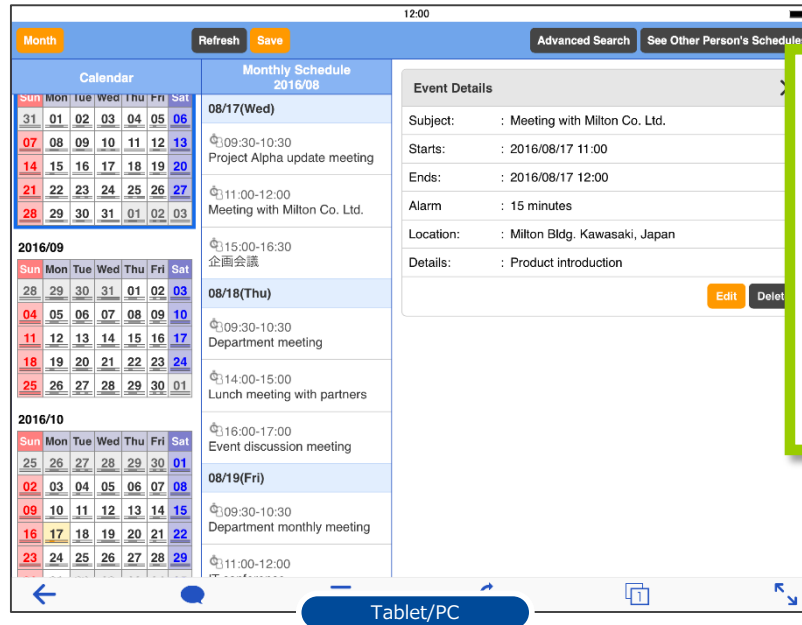 12:00
Month Refresh Save Advanced Search See Other Person's Schedule
Calendar
Sun Mon Tue Wed Thu Fri Sat
31 01 02 03 04 05 06
07 08 09 10 11 12 13
14 15 16 17 18 19 20
21 22 23 24 25 26 27
28 29 30 31 01 02 03
2016/09
Sun Mon Tue Wed Thu Fri Sat
28 29 30 31 01 02 03
04 05 06 07 08 09 10
11 12 13 14 15 16 17
18 19 20 21 22 23 24
25 26 27 28 29 30 01
2016/10
Sun Mon Tue Wed Thu Fri Sat
25 26 27 28 29 30 01
02 03 04 05 06 07 08
09 10 11 12 13 14 15
16 17 18 19 20 21 22
23 24 25 26 27 28 29
Monthly Schedule
2016/08
08/17(Wed)
09:30-10:30
Project Alpha update meeting
11:00-12:00
Meeting with Milton Co. Ltd.
15:00-16:30
企画会議
08/18(Thu)
09:30-10:30
Department meeting
14:00-15:00
Lunch meeting with partners
16:00-17:00
Event discussion meeting
08/19(Fri)
09:30-10:30
Department monthly meeting
11:00-12:00
IT conference
Event Details
Subject: : Meeting with Milton Co. Ltd.
Starts: : 2016/08/17 11:00
Ends: : 2016/08/17 12:00
Alarm : 15 minutes
Location: : Milton Bldg. Kawasaki, Japan
Details: : Product introduction
Edit Delet
1
Tablet/PC